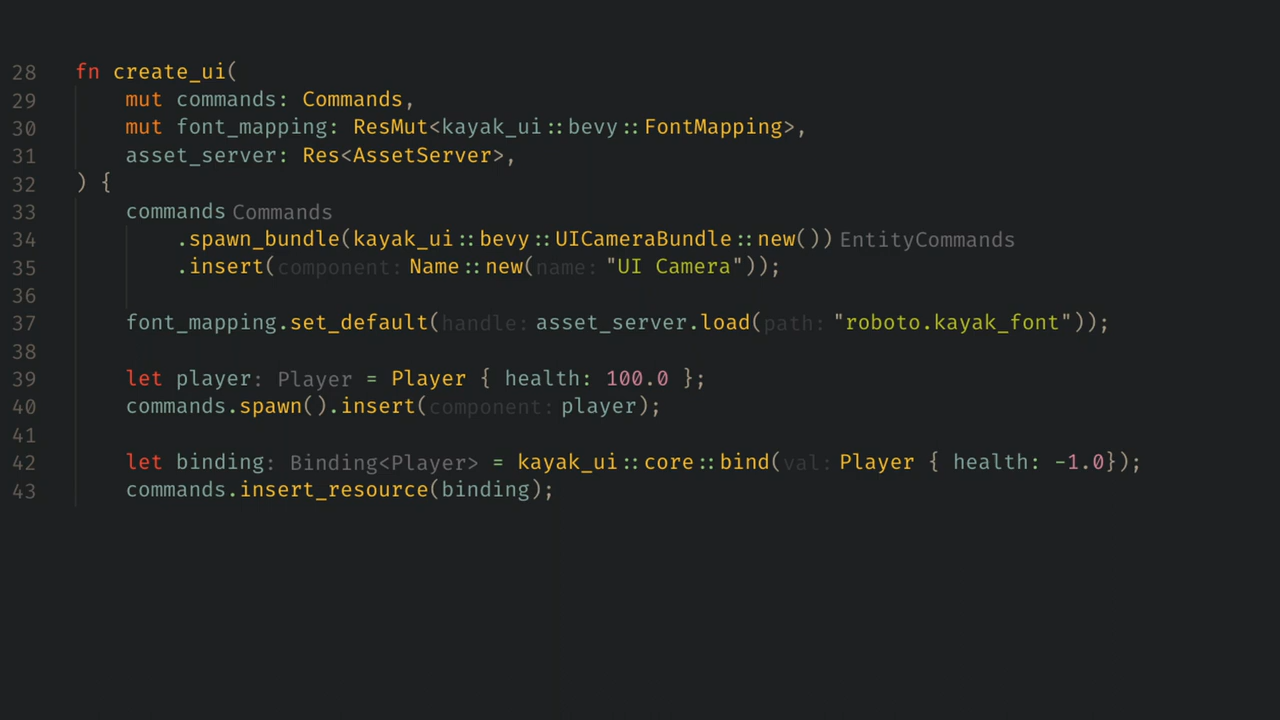 28 fn create_ui(
29 mut commands: Commands,
30 mut font_mapping: ResMut<kayak_ui::bevy::FontMapping>,
31 asset_server: Res<AssetServer>,
32 ) {
33 commands Commands
34 .spawn_bundle(kayak_ui::bevy::UICameraBundle::new()) EntityCommands
35 .insert(component: Name::new(name: "UI Camera"));
36
37 font_mapping.set_default(handle: asset_server.load(path: "roboto.kayak_font"));
38
39 let player: Player = Player { health: 100.0 };
40 commands.spawn().insert(component: player);
41
42 let binding: Binding<Player> = kayak_ui::core::bind(val: Player { health: -1.0});
43 commands.insert_resource(binding);